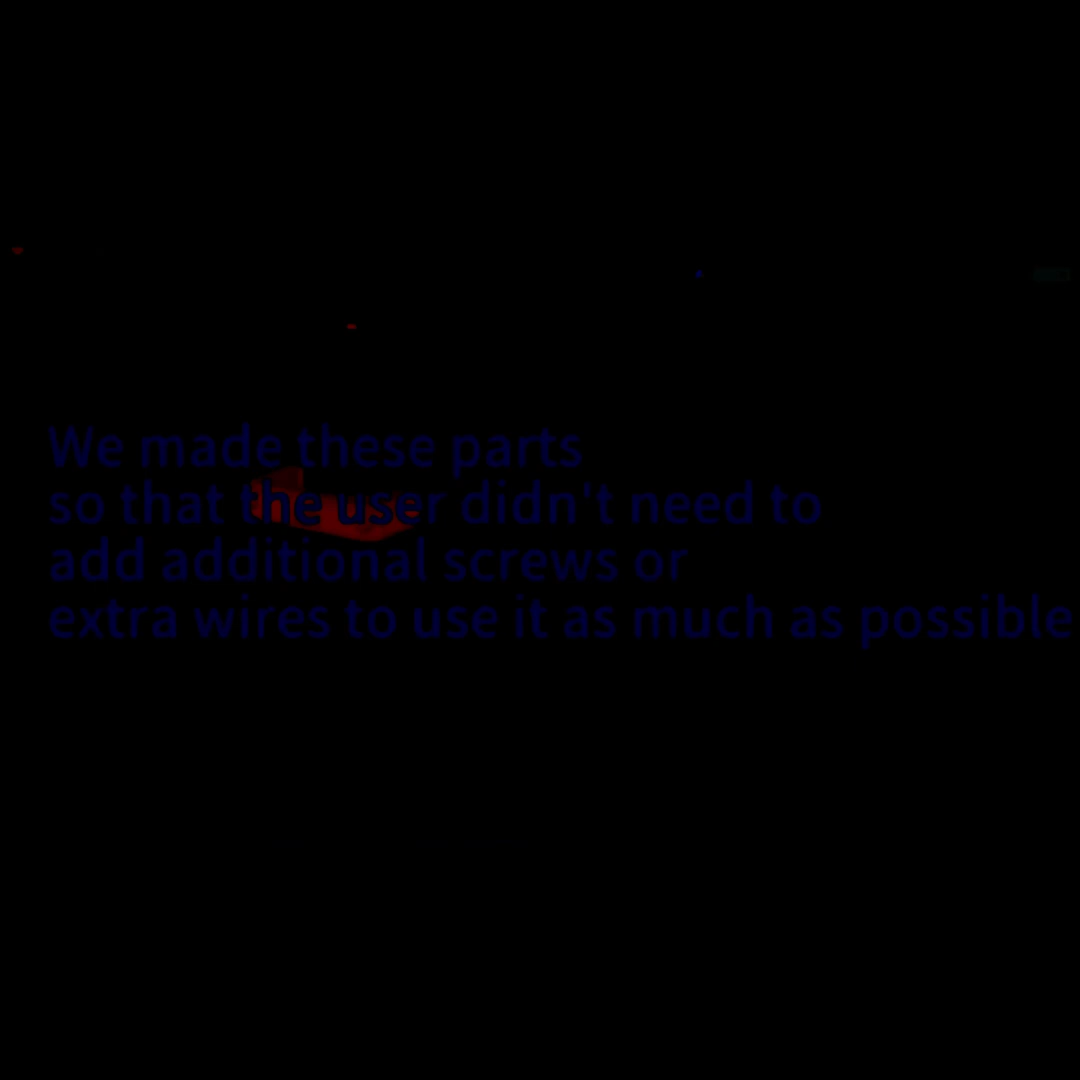 We made these parts
so that the user didn't need to
add additional screws or
extra wires to use it as much as possible